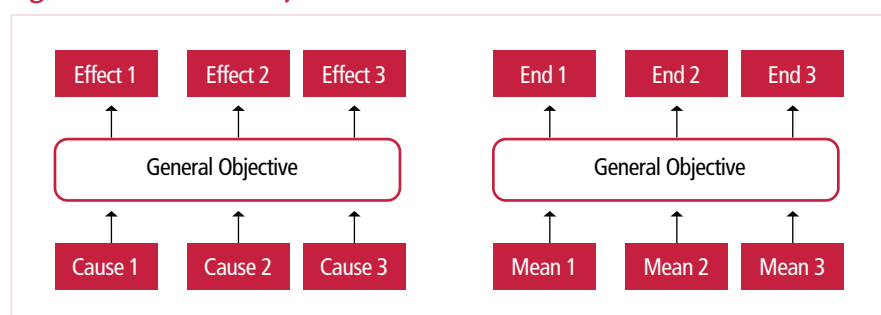 Effect 1 Effect 2 Effect 3 End 1 End 2 End 3
General Objective General Objective
Cause 1 Cause 2 Cause 3 Mean 1 Mean 2 Mean 3